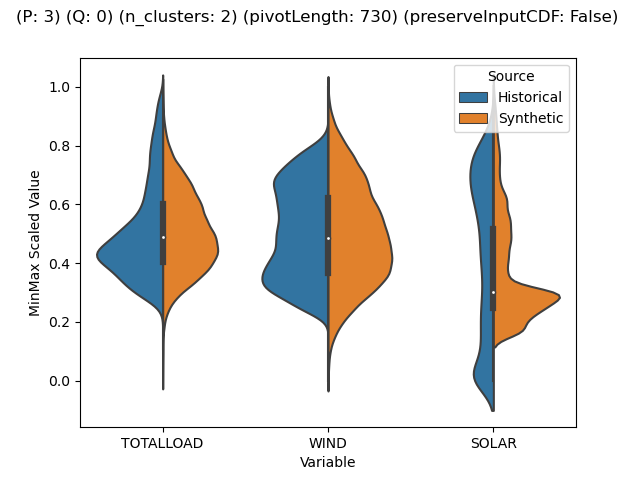 (P: 3) (Q: 0) (n_clusters: 2) (pivotLength: 730) (preserveInputCDF: False)
Source
Historical
Synthetic
MinMax Scaled Value
1.0
0.8
0.6
0.4
0.2
0.0
TOTALLOAD WIND SOLAR
Variable